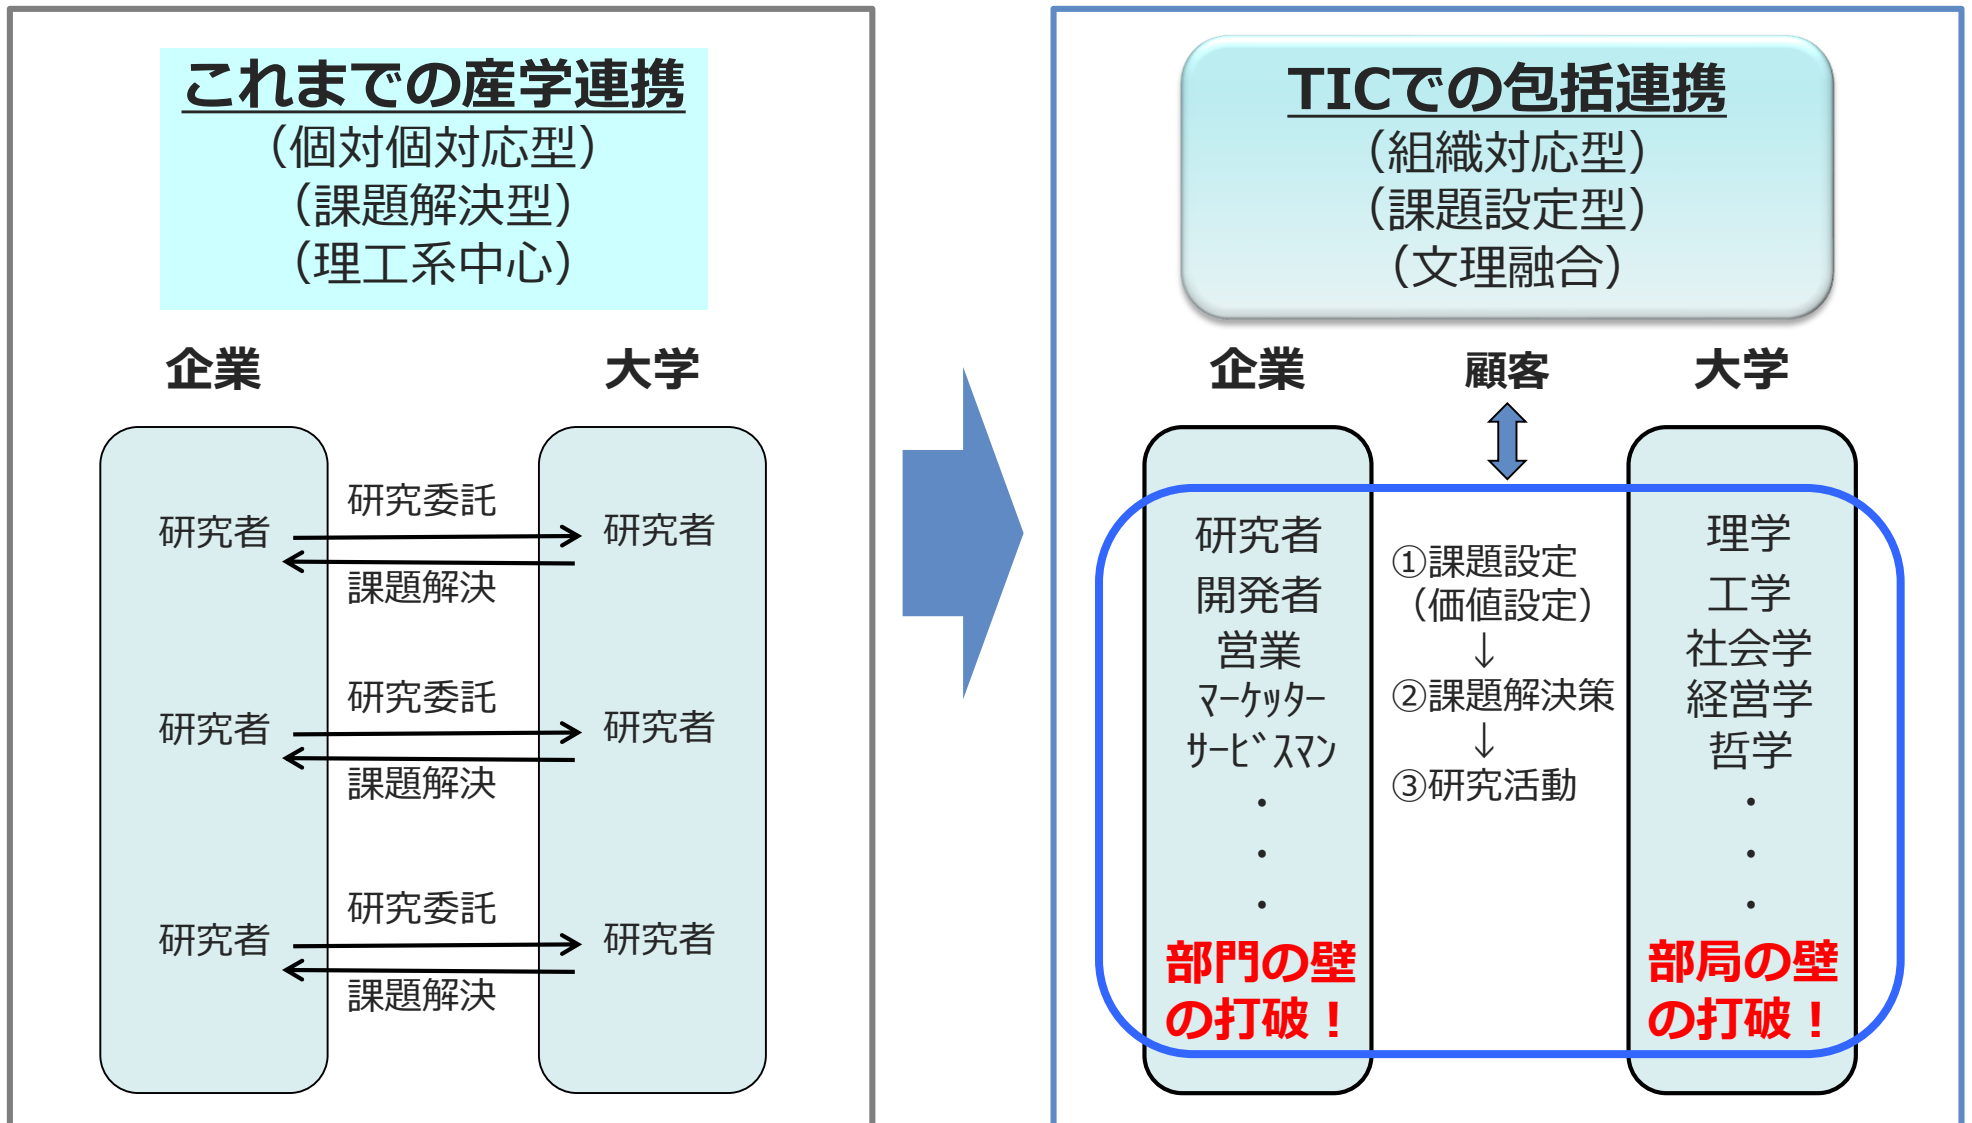 これまでの産学連携
（個対個対応型）
（課題解決型）
（理工系中心）
企業
大学
研究者
研究委託
課題解決
研究者
研究者
研究委託
課題解決
研究者
研究者
研究委託
課題解決
研究者
TICでの包括連携
（組織対応型）
（課題設定型）
（文理融合）
企業
顧客
大学
研究者
開発者
営業
ﾏｰｹｯﾀｰ
ｻｰﾋﾞｽﾏﾝ
・
・
・
部門の壁
の打破！
①課題設定
（価値設定）
↓
②課題解決策
↓
③研究活動
理学
工学
社会学
経営学
哲学
・
・
・
部局の壁
の打破！